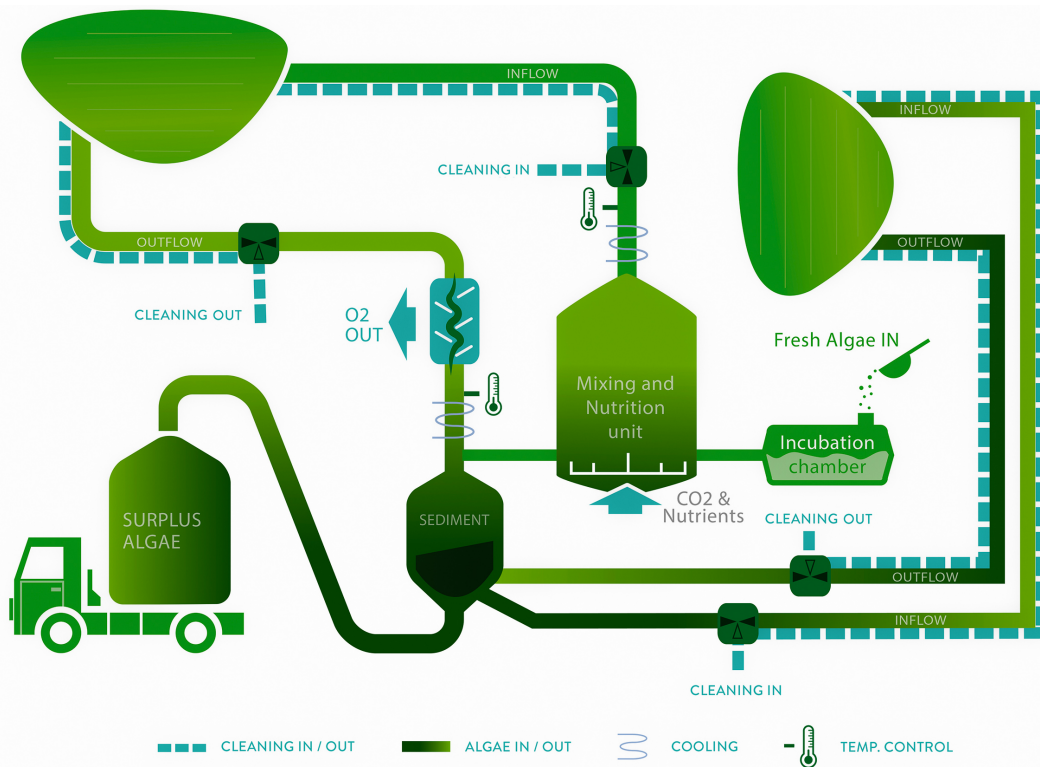 INFLOW
INFLOW
CLEANING IN
OUTFLOW
OUTFLOW
CLEANING OUT
O2
OUT
Fresh Algae IN
Mixing and
Nutrition
unit
Incubation
chamber
SURPLUS
ALGAE
SEDIMENT
CO2 &
Nutrients
CLEANING OUT
OUTFLOW
INFLOW
CLEANING IN
CLEANING IN / OUT
ALGAE IN / OUT
COOLING
TEMP. CONTROL